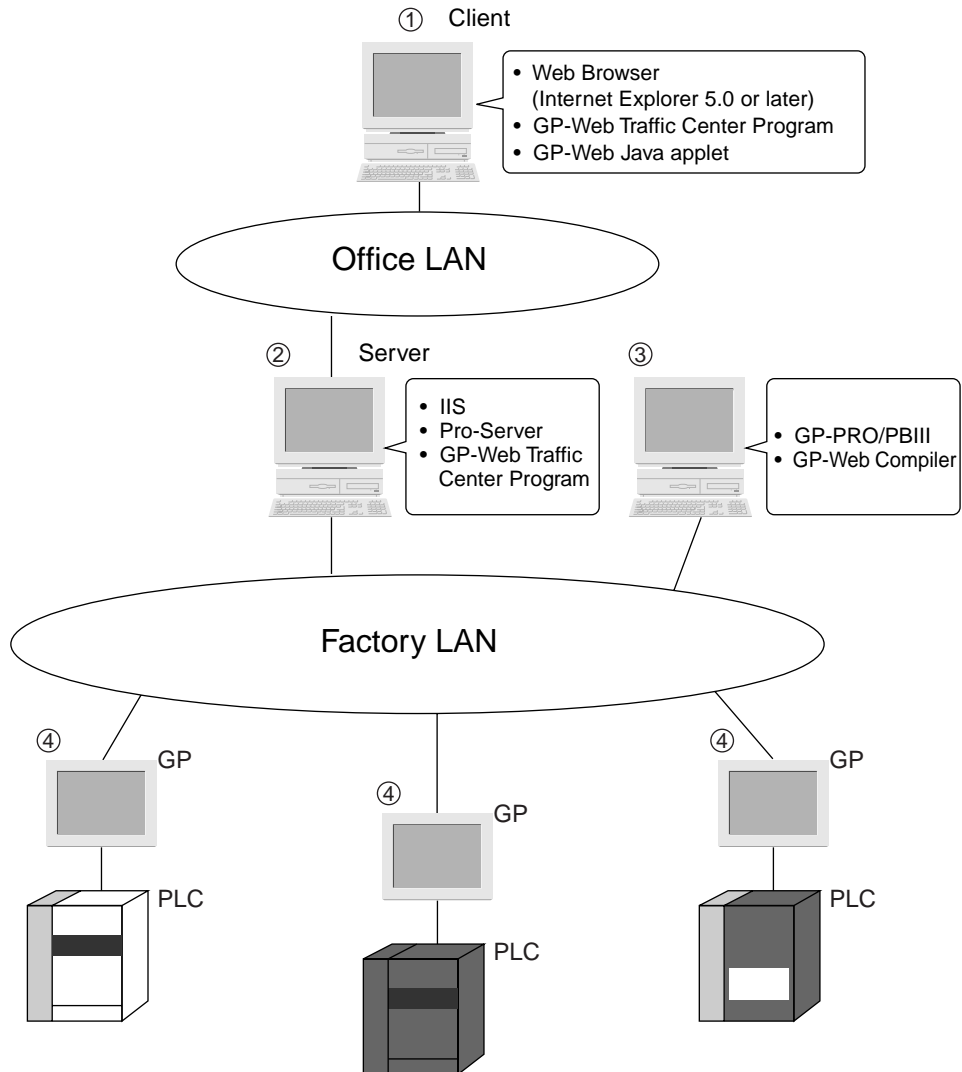 ① Client
• Web Browser
(Internet Explorer 5.0 or later)
• GP-Web Traffic Center Program
• GP-Web Java applet
Office LAN
② Server
• IIS
• Pro-Server
• GP-Web Traffic
Center Program
③
• GP-PRO/PBIII
• GP-Web Compiler
Factory LAN
④ GP
PLC
④ GP
PLC
④ GP
PLC